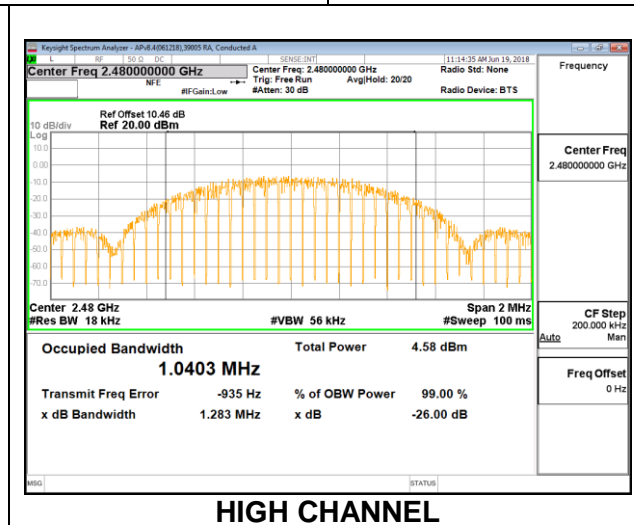 Keysight Spectrum Analyzer - APv8.4(061218),39005 RA, Conducted A
L RF 50 Ω DC SENSE:INT 11:14:35 AM Jun 19, 2018
Center Freq 2.480000000 GHz
NFE
#IFGain:Low
Center Freq: 2.480000000 GHz
Trig: Free Run Avg|Hold: 20/20
#Atten: 30 dB
Radio Std: None
Radio Device: BTS
Frequency
Ref Offset 10.46 dB
10 dB/div Ref 20.00 dBm
Log
10.0
0.00
-10.0
-20.0
-30.0
-40.0
-50.0
-60.0
-70.0
Center Freq
2.480000000 GHz
Center 2.48 GHz Span 2 MHz
#Res BW 18 kHz #VBW 56 kHz #Sweep 100 ms
CF Step
200.000 kHz
Auto Man
Occupied Bandwidth Total Power 4.58 dBm
1.0403 MHz
Freq Offset
0 Hz
Transmit Freq Error -935 Hz % of OBW Power 99.00 %
x dB Bandwidth 1.283 MHz x dB -26.00 dB
MSG STATUS
HIGH CHANNEL